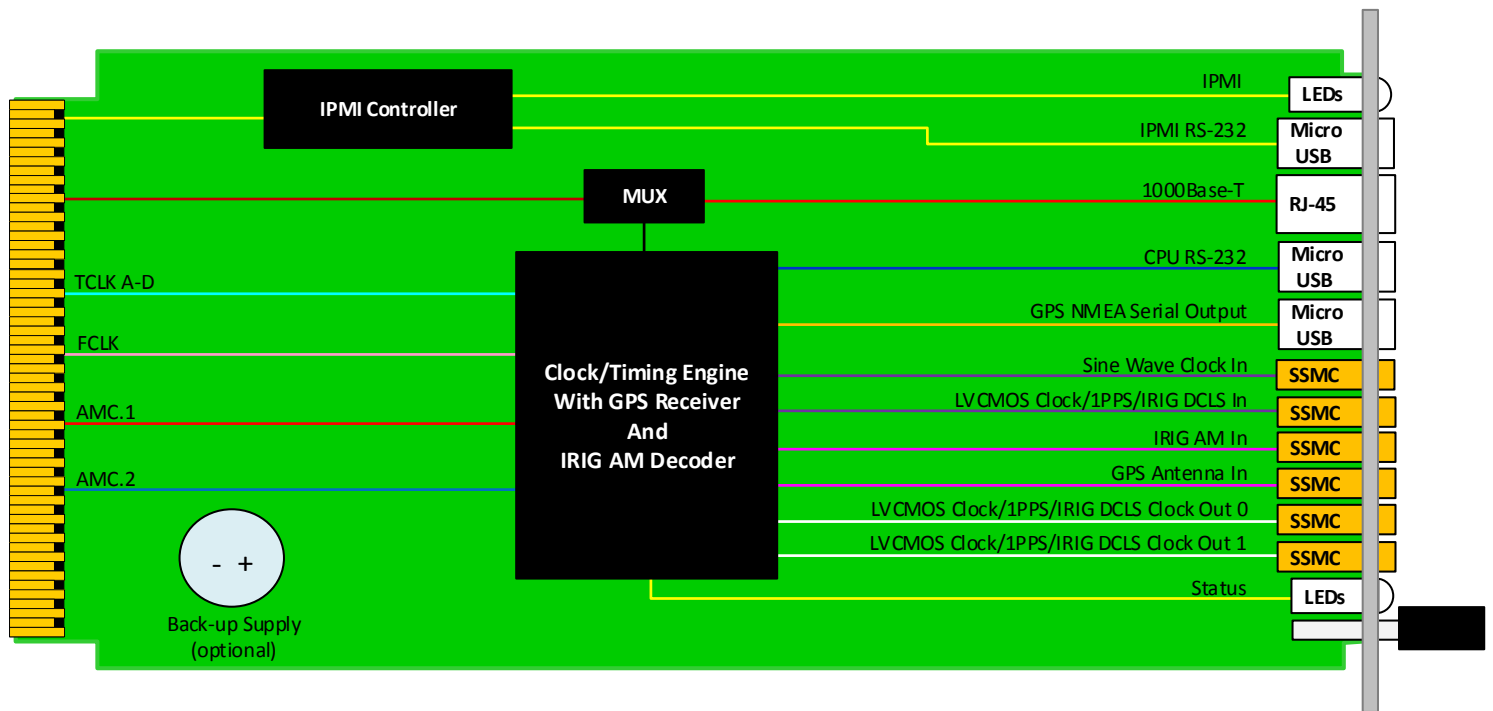 IPMI
LEDs
IPMI Controller
IPMI RS-232
Micro
USB
MUX
1000Base-T
RJ-45
CPU RS-232
Micro
USB
TCLK A-D
GPS NMEA Serial Output
Micro
USB
FCLK
Clock/Timing Engine
With GPS Receiver
And
IRIG AM Decoder
Sine Wave Clock In
SSMC
LVCMOS Clock/1PPS/IRIG DCLS In
SSMC
AMC.1
IRIG AM In
SSMC
AMC.2
GPS Antenna In
SSMC
LVCMOS Clock/1PPS/IRIG DCLS Clock Out 0
SSMC
LVCMOS Clock/1PPS/IRIG DCLS Clock Out 1
SSMC
- +
Status
LEDs
Back-up Supply
(optional)